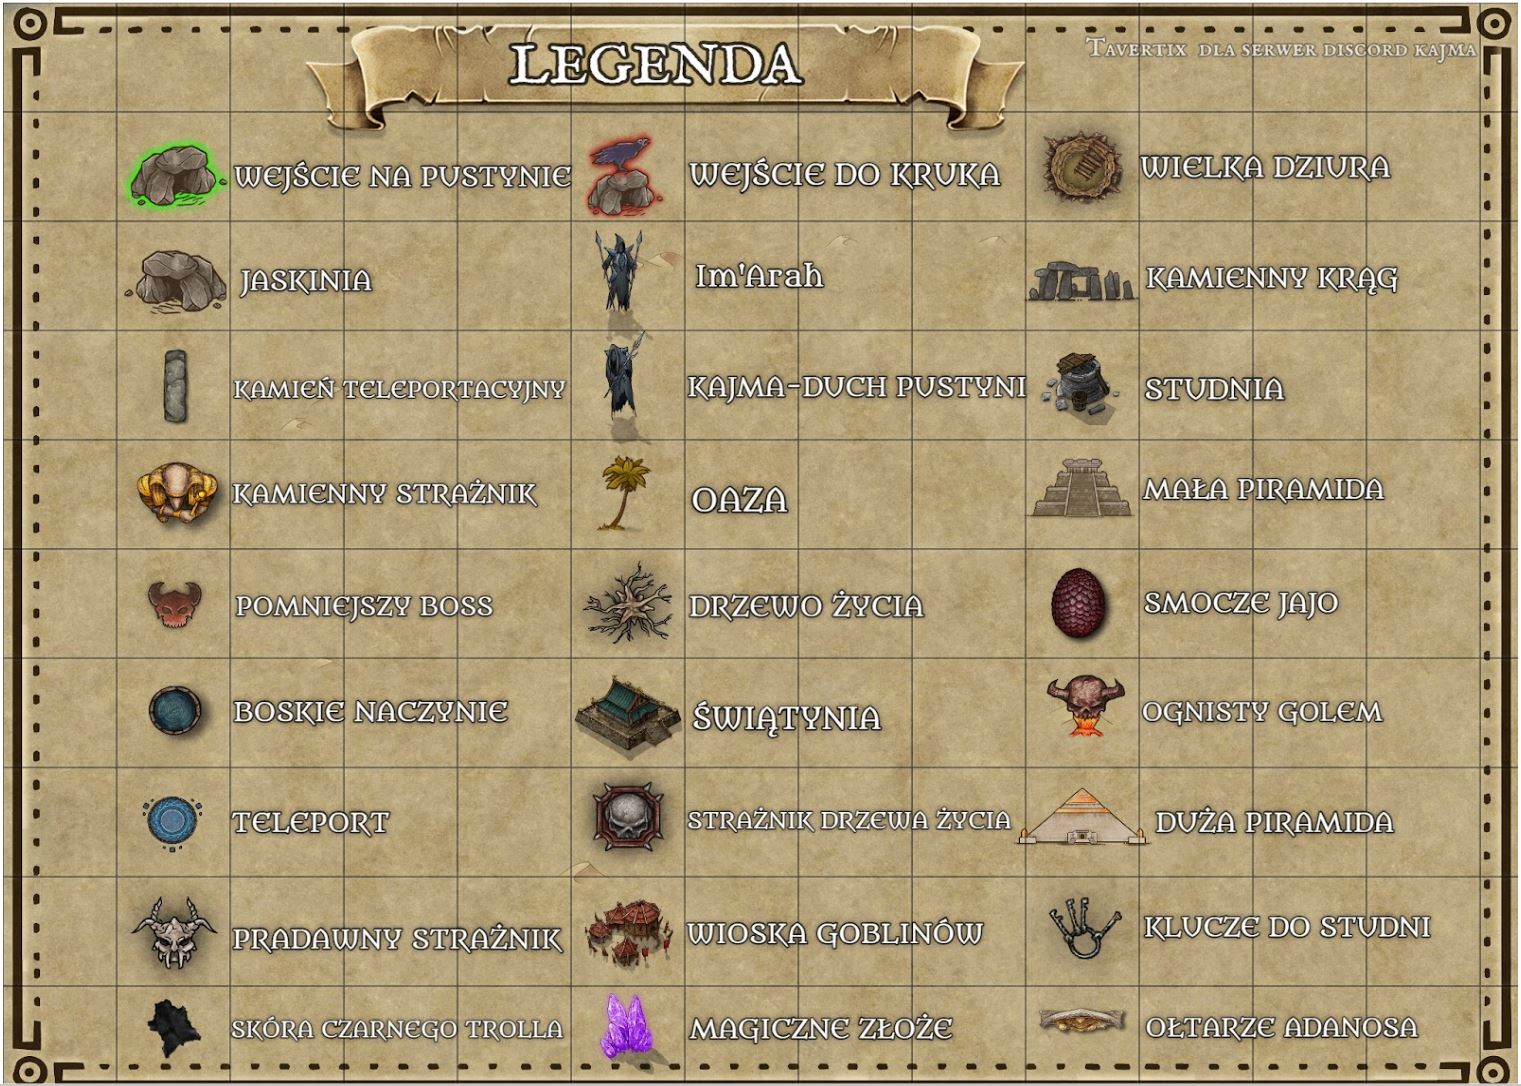 LEGENDA
TAVERTIX DLA SERWER DISCORD KAJMA
WEJŚCIE NA PUSTYNIE
WEJŚCIE DO KRUKA
WIELKA DZIURA
JASKINIA
Im'Arah
KAMIENNY KRĄG
KAMIEŃ TELEPORTACYJNY
KAJMA-DUCH PUSTYNI
STUDNIA
KAMIENNY STRAŻNIK
OAZA
MAŁA PIRAMIDA
POMNIEJSZY BOSS
DRZEWO ŻYCIA
SMOCZE JAJO
BOSKIE NACZYNIE
ŚWIĄTYNIA
OGNISTY GOLEM
TELEPORT
STRAŻNIK DRZEWA ŻYCIA
DUŻA PIRAMIDA
PRADAWNY STRAŻNIK
WIOSKA GOBLINÓW
KLUCZE DO STUDNI
SKÓRA CZARNEGO TROLLA
MAGICZNE ZŁOŻE
OŁTARZE ADANOSA